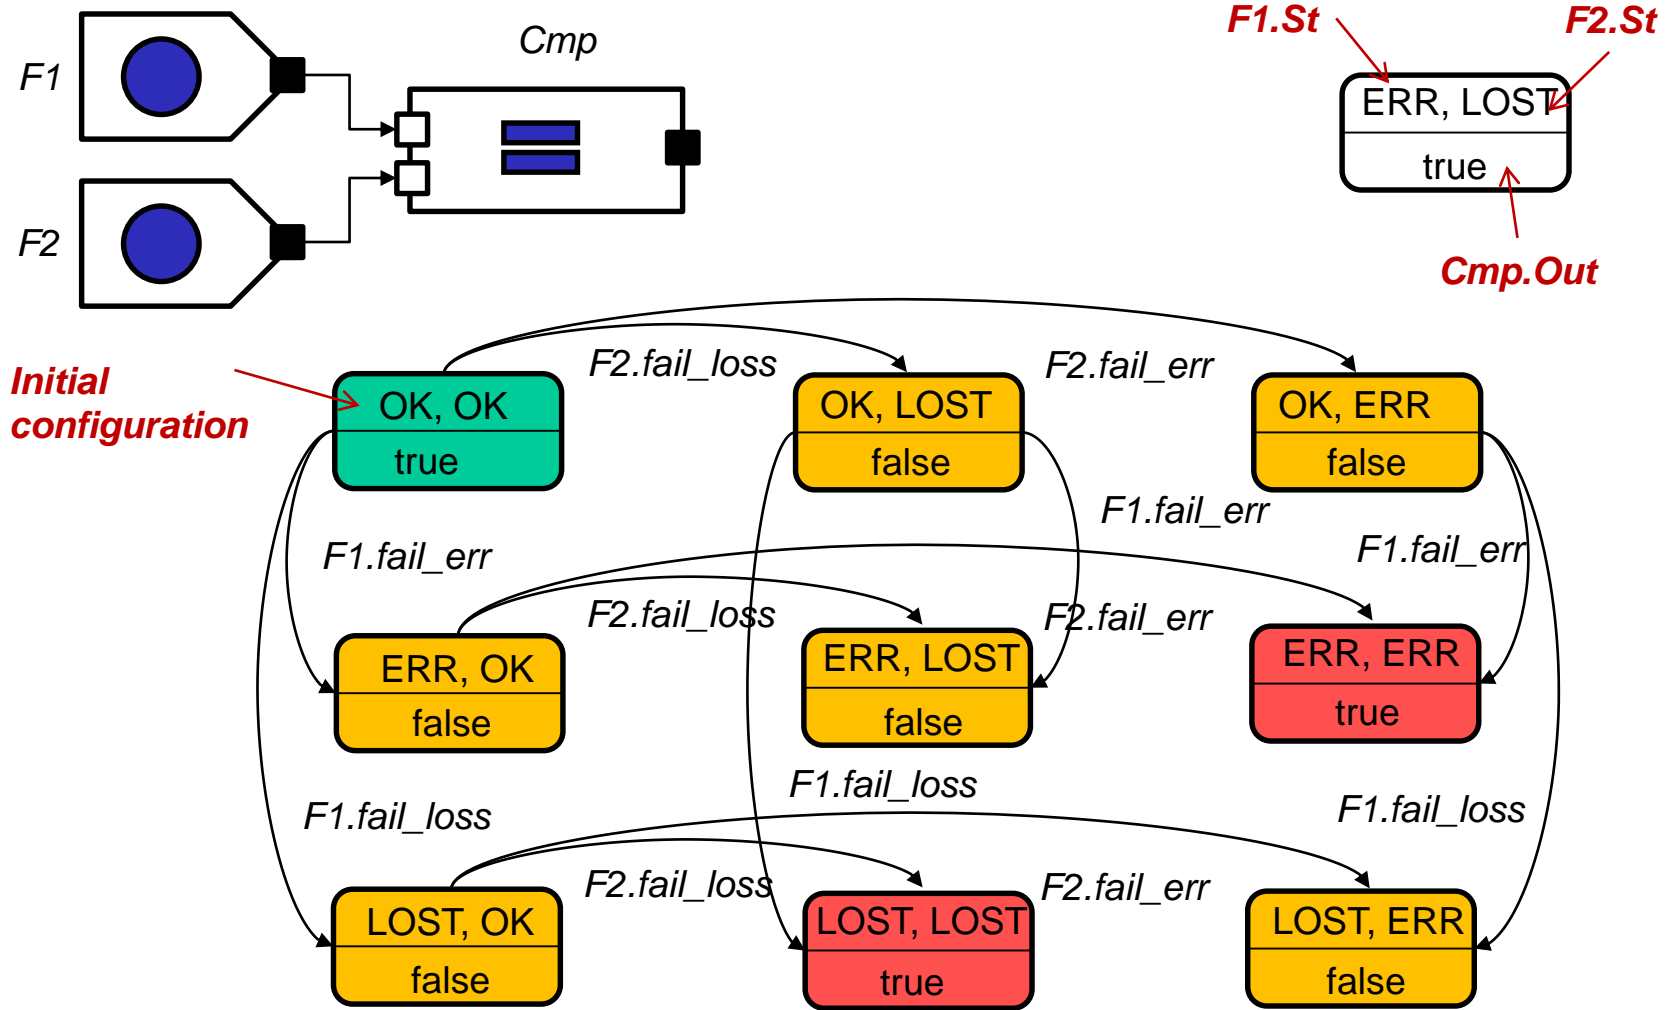 F1
Cmp
F2
F1.St
F2.St
ERR, LOST
true
Cmp.Out
Initial
configuration
F2.fail_loss
F2.fail_err
OK, OK
true
OK, LOST
false
OK, ERR
false
F1.fail_err
F1.fail_err
F1.fail_err
F2.fail_loss
F2.fail_err
ERR, OK
false
ERR, LOST
false
ERR, ERR
true
F1.fail_loss
F1.fail_loss
F1.fail_loss
F2.fail_loss
F2.fail_err
LOST, OK
false
LOST, LOST
true
LOST, ERR
false